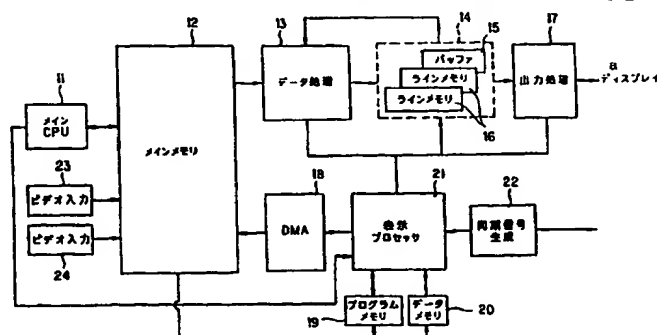 12
13
14
15
17
11
メイン
CPU
メインメモリ
データ処理
バッファ
ラインメモリ
ラインメモリ
16
出力処理
a
ディスプレイ
23
ビデオ入力
ビデオ入力
24
18
DMA
21
表示
プロセッサ
22
同期信号
生成
プログラム
メモリ
19
データ
メモリ
20